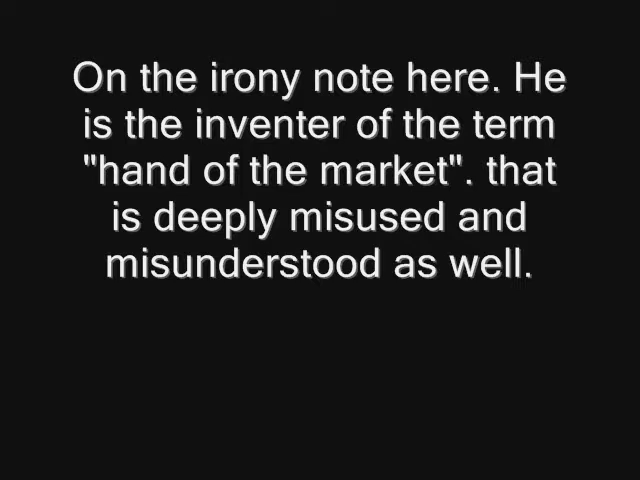 On the irony note here. He
is the inventer of the term
"hand of the market". that
is deeply misused and
misunderstood as well.